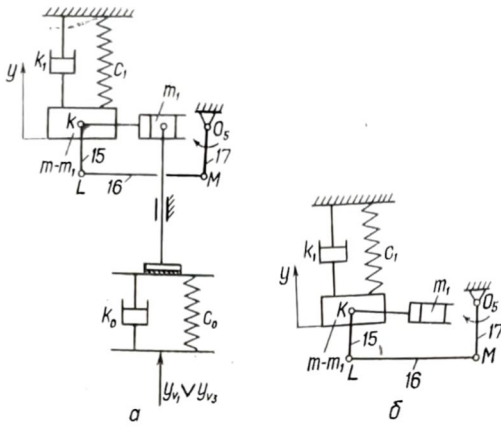 k₁
C₁
y
m₁
K
O₅
m-m₁
15
17
L
16
M
k₀
C₀
y_{v₁} ∨ y_{v₃}
а
k₁
C₁
y
m₁
O₅
K
15
17
m-m₁
L
16
M
б